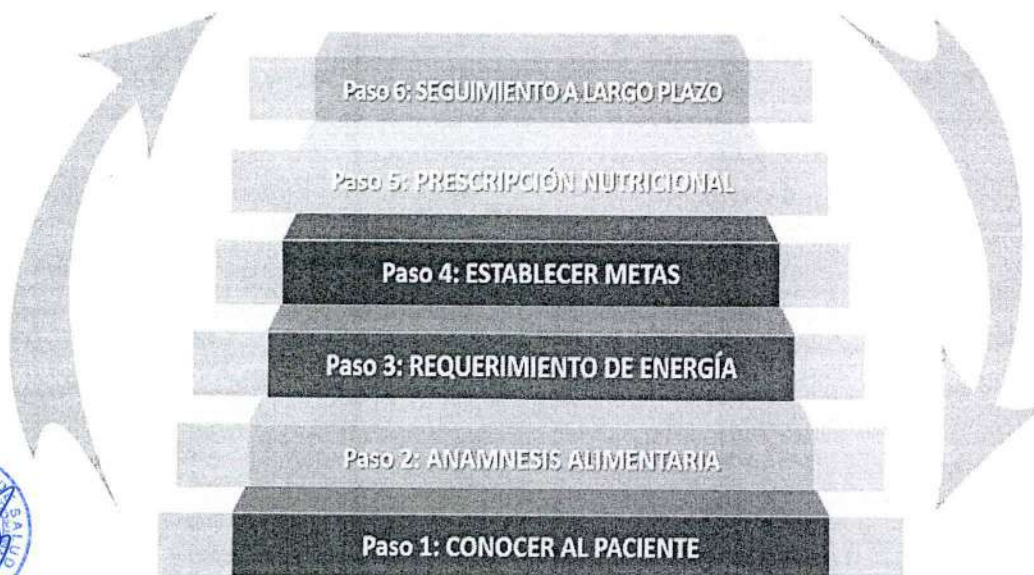 Paso 6: SEGUIMIENTO A LARGO PLAZO
Paso 5: PRESCRIPCIÓN NUTRICIONAL
Paso 4: ESTABLECER METAS
Paso 3: REQUERIMIENTO DE ENERGÍA
Paso 2: ANAMNESIS ALIMENTARIA
Paso 1: CONOCER AL PACIENTE
SALUD